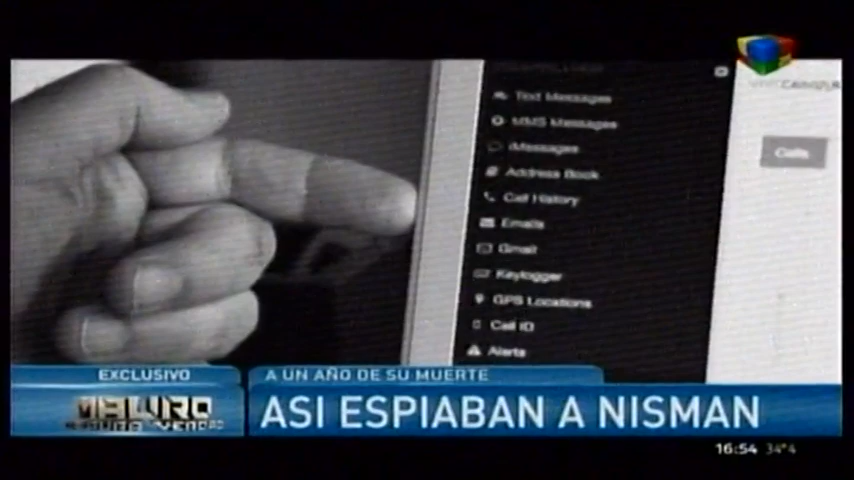 Text Messages
MMS Messages
iMessages
Address Book
Call History
Emails
Gmail
Keylogger
GPS Locations
Call ID
Alerts
Calls
EXCLUSIVO
A UN AÑO DE SU MUERTE
MAURO
ASI ESPIABAN A NISMAN
16:54 34°4